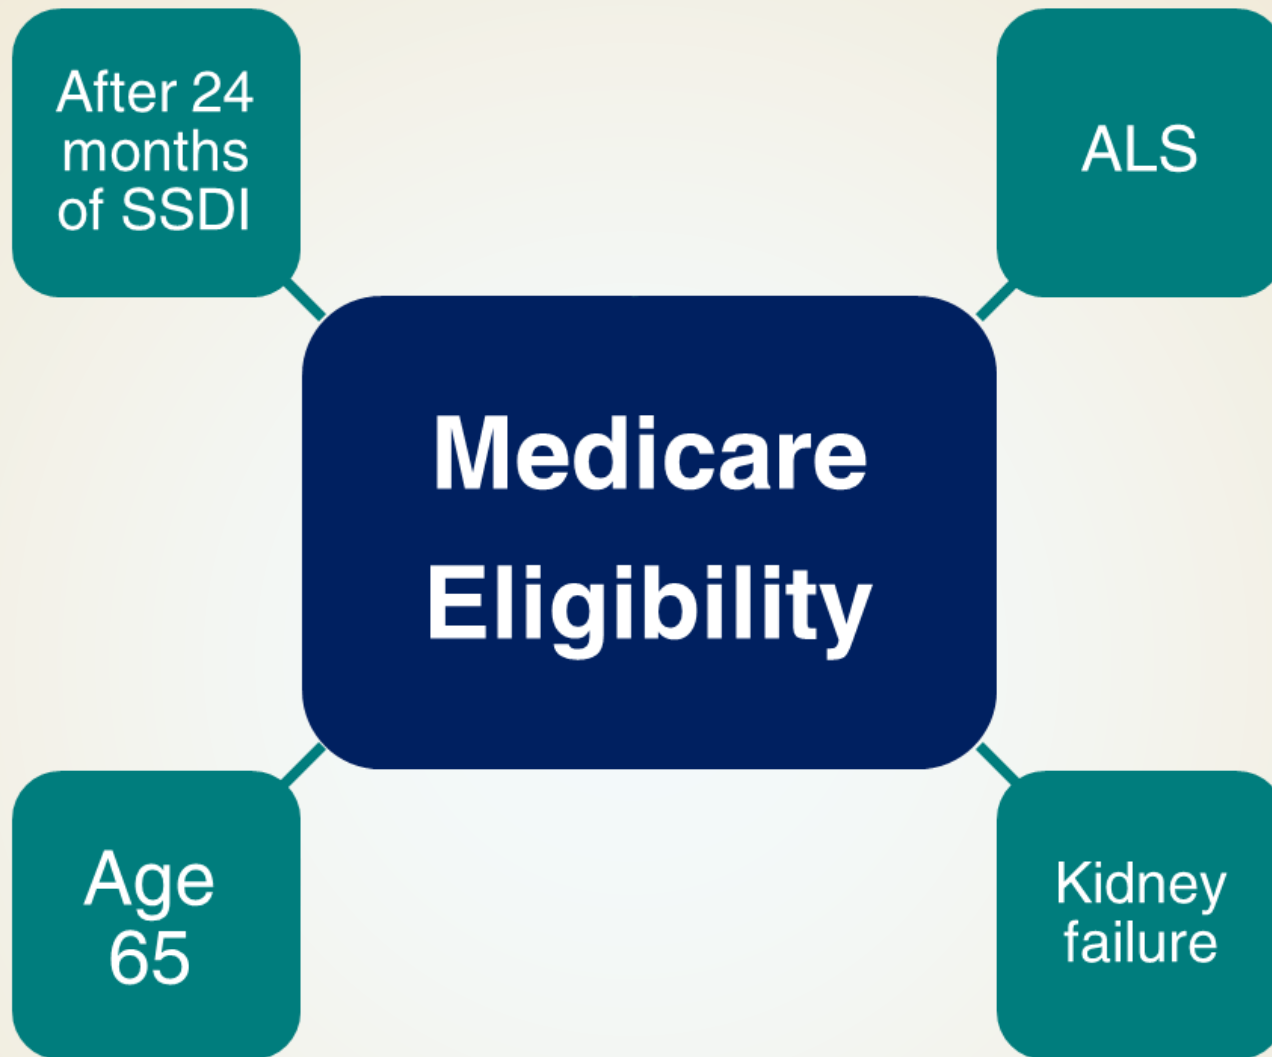 After 24
months
of SSDI
ALS
Medicare
Eligibility
Age
65
Kidney
failure